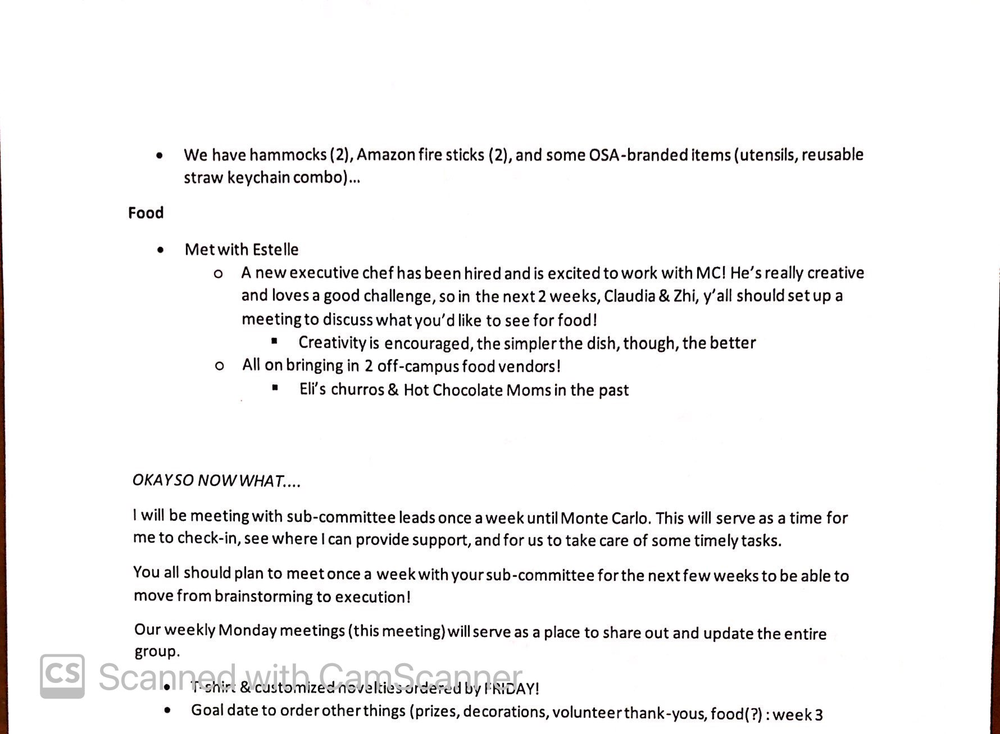 • We have hammocks (2), Amazon fire sticks (2), and some OSA-branded items (utensils, reusable
straw keychain combo)...
Food
• Met with Estelle
o A new executive chef has been hired and is excited to work with MC! He's really creative
and loves a good challenge, so in the next 2 weeks, Claudia & Zhi, y'all should set up a
meeting to discuss what you'd like to see for food!
▪ Creativity is encouraged, the simpler the dish, though, the better
o All on bringing in 2 off-campus food vendors!
▪ Eli's churros & Hot Chocolate Moms in the past
OKAY SO NOW WHAT....
I will be meeting with sub-committee leads once a week until Monte Carlo. This will serve as a time for
me to check-in, see where I can provide support, and for us to take care of some timely tasks.
You all should plan to meet once a week with your sub-committee for the next few weeks to be able to
move from brainstorming to execution!
Our weekly Monday meetings (this meeting) will serve as a place to share out and update the entire
group.
CS Scanned with CamScanner
• T-shirt & customized novelties ordered by FRIDAY!
• Goal date to order other things (prizes, decorations, volunteer thank-yous, food(?) : week 3